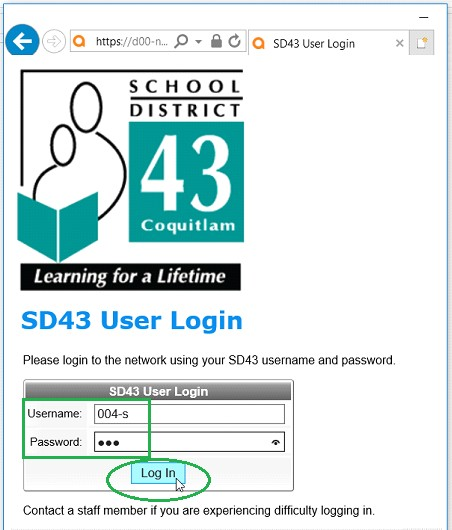 https://d00-n...
SD43 User Login
SCHOOL
DISTRICT
43
Coquitlam
Learning for a Lifetime
SD43 User Login
Please login to the network using your SD43 username and password.
SD43 User Login
Username: 004-s
Password: ●●●
Log In
Contact a staff member if you are experiencing difficulty logging in.